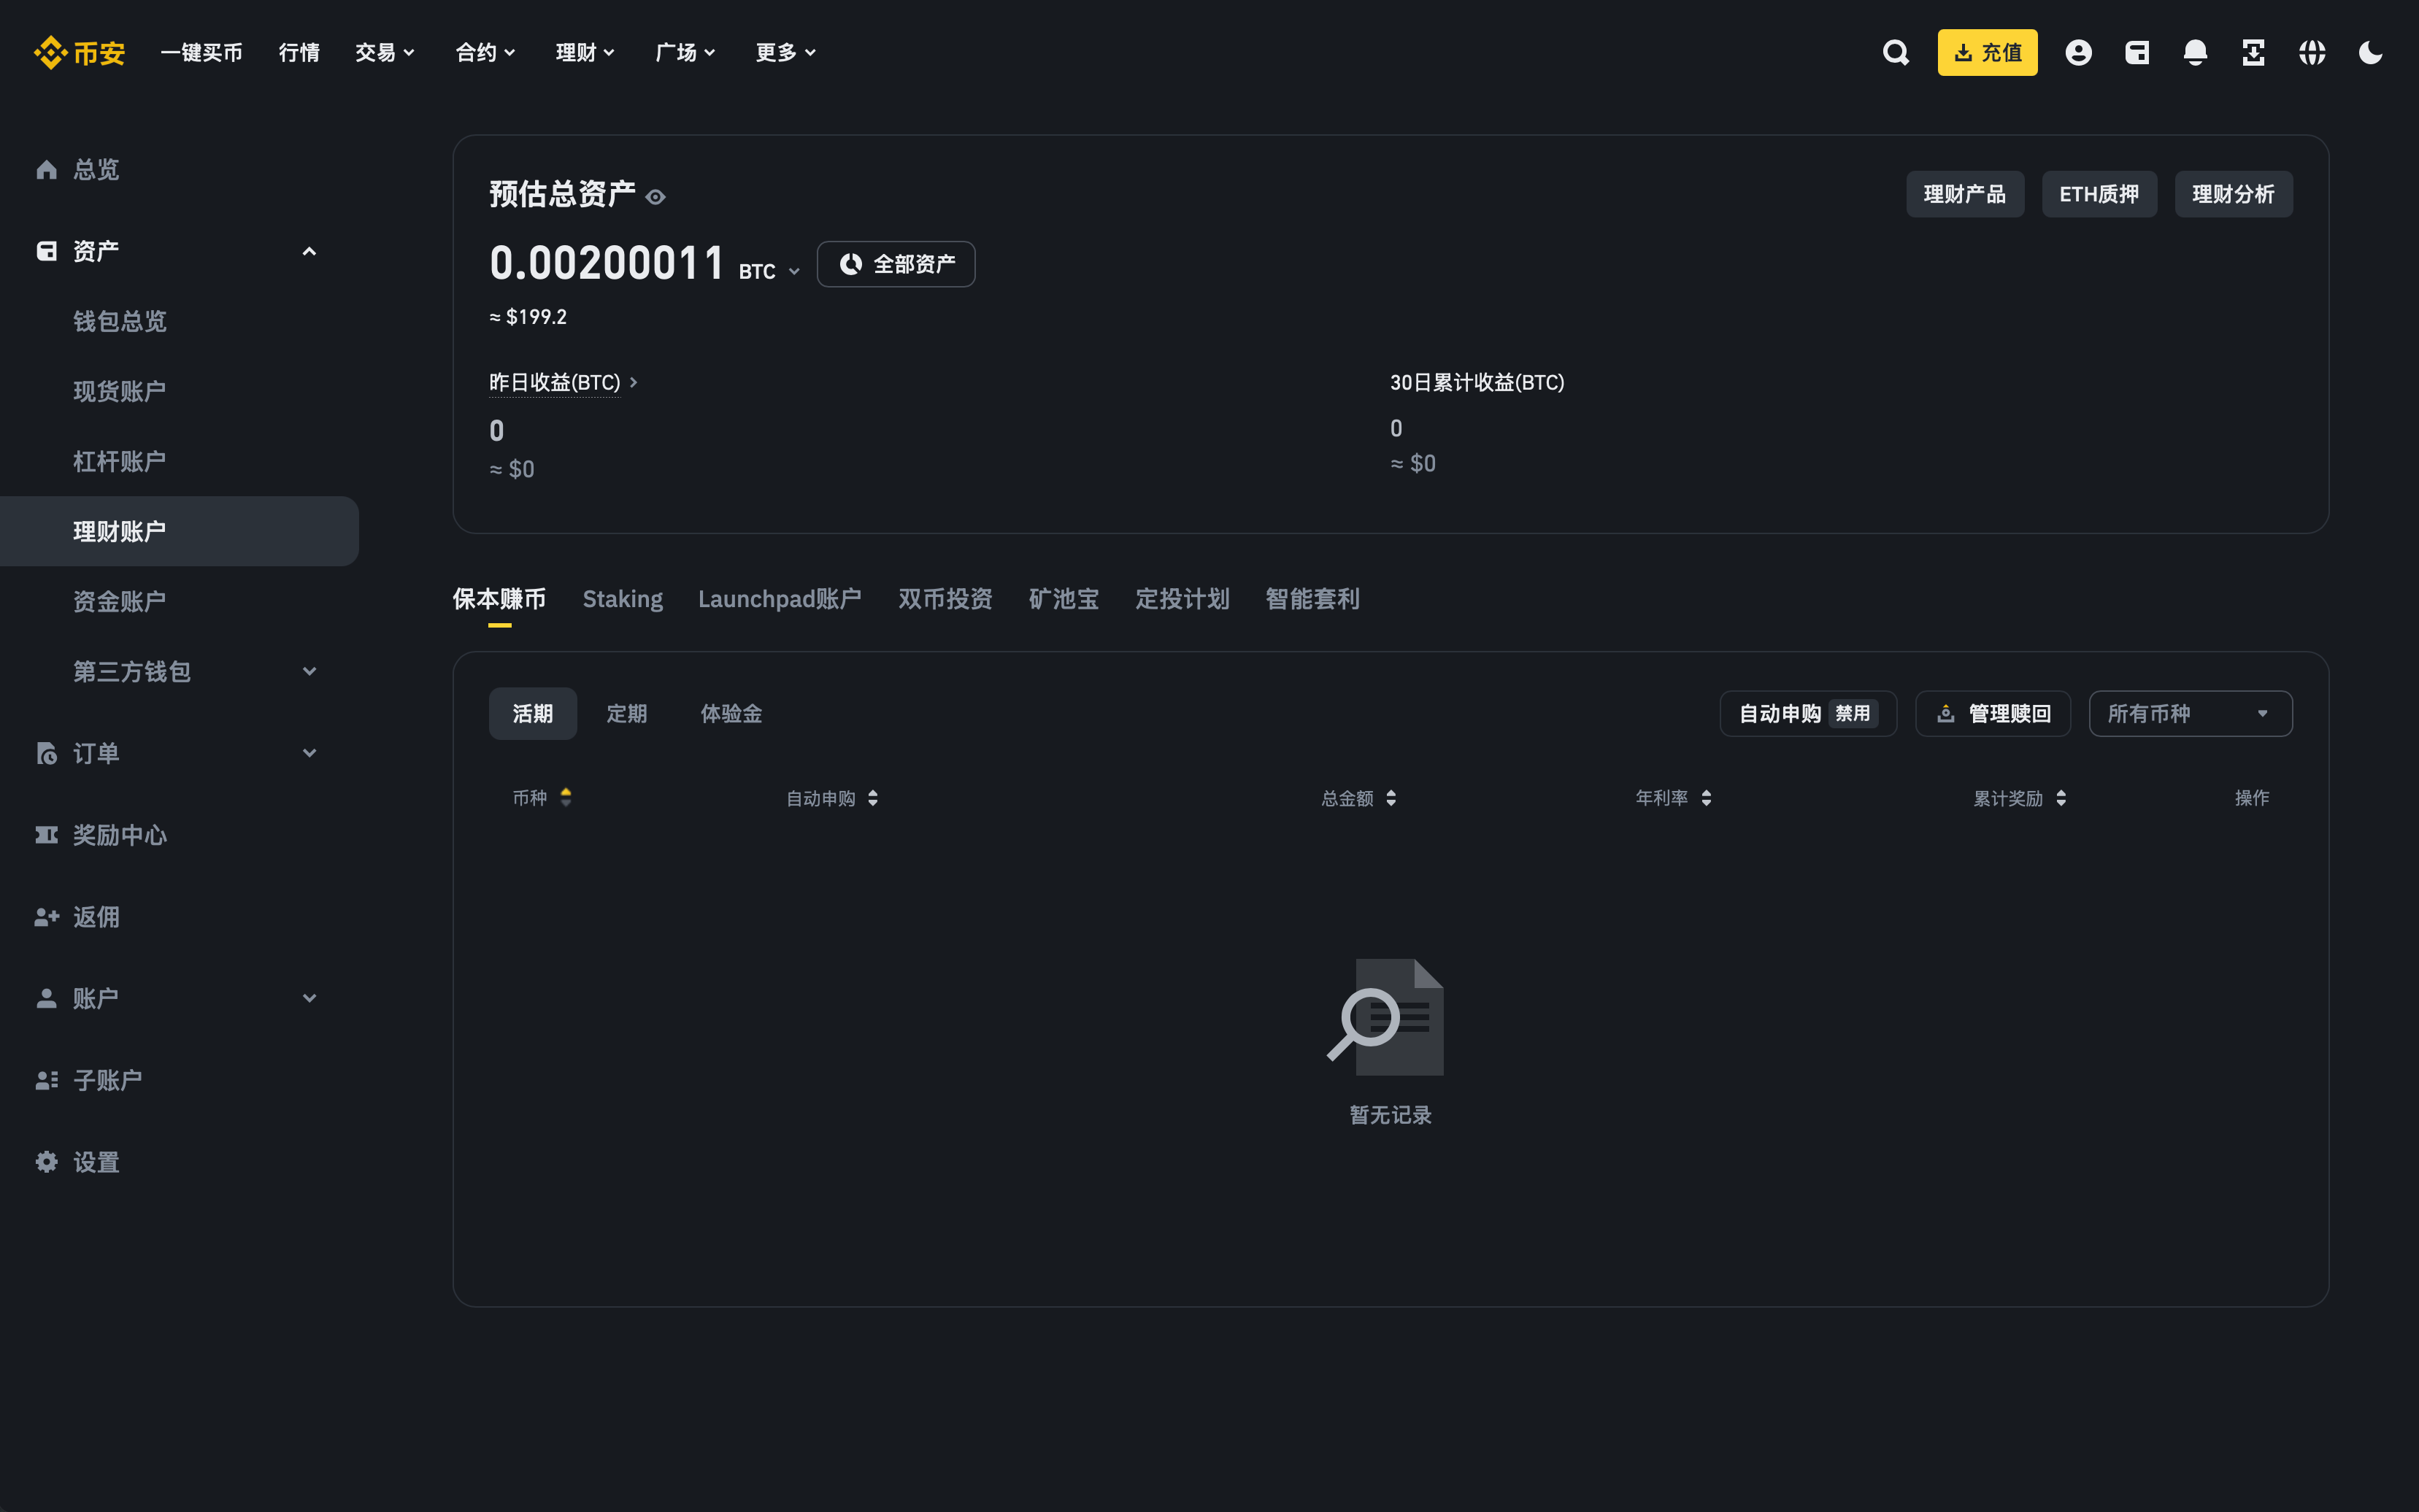 币安 一键买币 行情 交易 合约 理财 广场 更多 充值
总览
资产
钱包总览
现货账户
杠杆账户
理财账户
资金账户
第三方钱包
订单
奖励中心
返佣
账户
子账户
设置
预估总资产 理财产品 ETH质押 理财分析
0.00200011 BTC 全部资产
≈ $199.2
昨日收益(BTC) 30日累计收益(BTC)
0 0
≈ $0 ≈ $0
保本赚币 Staking Launchpad账户 双币投资 矿池宝 定投计划 智能套利
活期 定期 体验金 自动申购 禁用 管理赎回 所有币种
币种 自动申购 总金额 年利率 累计奖励 操作
暂无记录